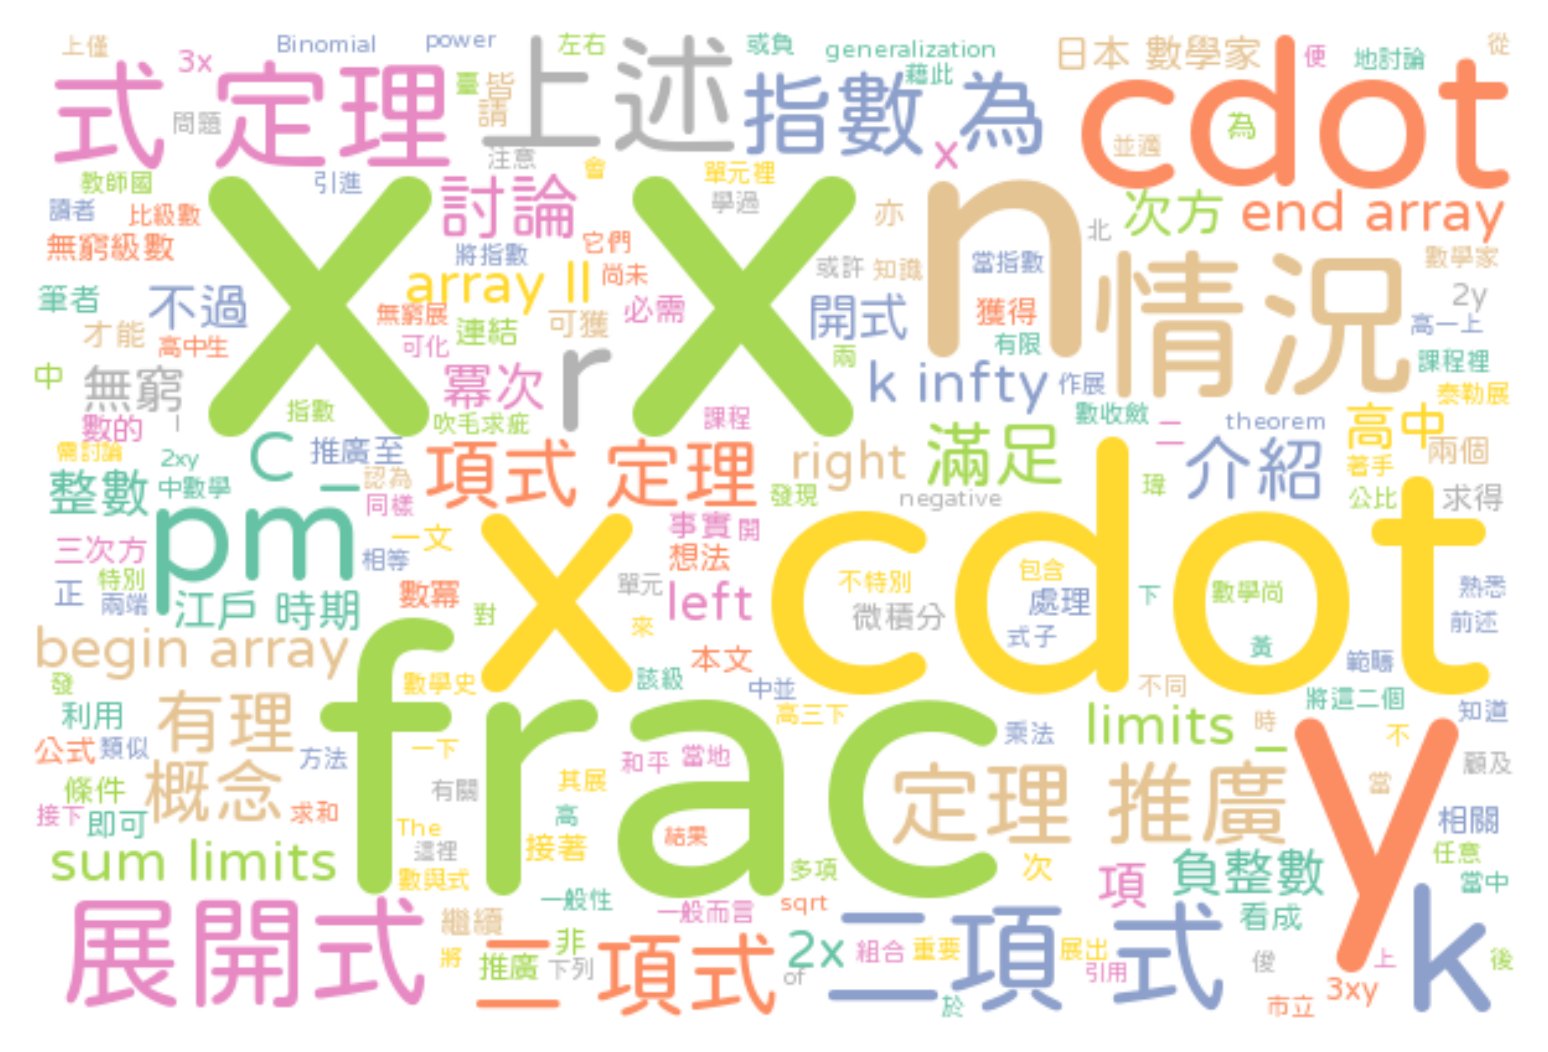 上僅
3x
Binomial
power
左右
或負
generalization
日本 數學家
便
地討論
從
藉此
式 定理
臺
皆
請
上述
指數 為
cdot
問題
注意
會
單元裡
x
並邁
為
教師國
引進
討論
學過
亦
次方
end array
讀者
比級數
X X
n
北
無窮級數
將指數
它們
尚未
或許
知識
當指數
情況
數學家
array ll
筆者
不過
無窮展
連結
可獲
必需
開式
獲得
2y
高一上
才能
高中生
可化
r
兩
有限
課程裡
中
無窮
冪次
k infty
作展
泰勒展
數的
指數
吹毛求疵
課程
數收斂
二
theorem
高中
需討論
2xy
C _
推廣至
項式 定理
right
滿足
介紹
著手
兩個
整數
中數學
認為
同樣
發現
negative
瑋
公比
求得
pm
一文
事實
開
x cdot
三次方
相等
想法
正
特別
兩端
數冪
單元
left
不特別
包含
熟悉
江戶 時期
對
來
微積分
處理
下
數學尚
前述
式子
begin array
本文
黃
範疇
發
數學史
該級
中並
不同
將這二個
利用
有理
frac
高三下
乘法
limits _
時
知道
公式
類似
方法
一下
和平
當地
不
y
顧及
條件
概念
有關
其展
定理 推廣
當
接下
即可
求和
The
高
結果
相關
sum limits
這裡
接著
多項
次
任意
數與式
項
負整數
當中
展開式
一般性
一般而言
sqrt
看成
k
繼續
二項式
非
2x
二項式
組合
重要
展出
將
推廣
下列
of
引用
俊
上
後
於
市立
3xy